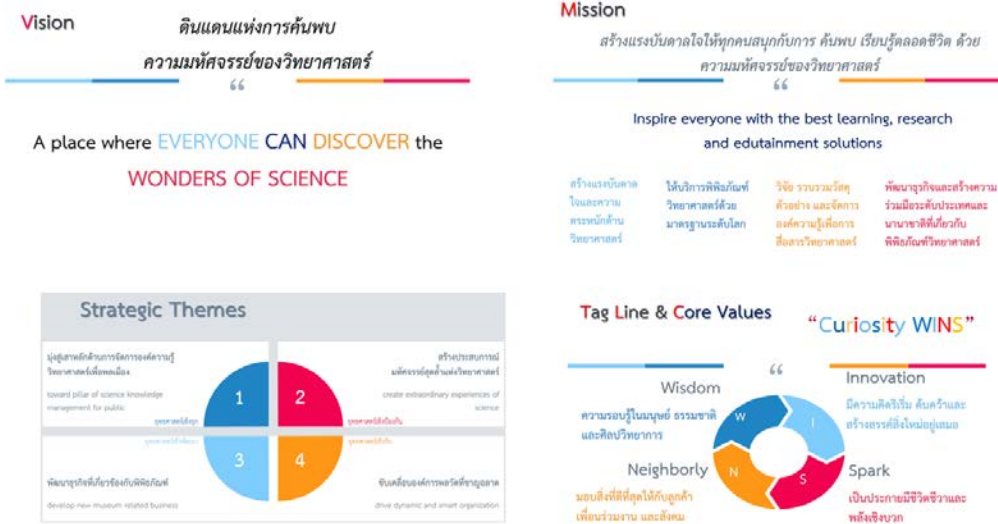 Vision
ดินแดนแห่งการค้นพบ
ความมหัศจรรย์ของวิทยาศาสตร์
“
A place where EVERYONE CAN DISCOVER the
WONDERS OF SCIENCE
Mission
สร้างแรงบันดาลใจให้ทุกคนสนุกกับการ ค้นพบ เรียนรู้ตลอดชีวิต ด้วย
ความมหัศจรรย์ของวิทยาศาสตร์
“
Inspire everyone with the best learning, research
and edutainment solutions
สร้างแรงบันดาล
ใจและความ
ตระหนักด้าน
วิทยาศาสตร์
ให้บริการพิพิธภัณฑ์
วิทยาศาสตร์ด้วย
มาตรฐานระดับโลก
วิจัย รวบรวมวัสดุ
ตัวอย่าง และจัดการ
องค์ความรู้เพื่อการ
สื่อสารวิทยาศาสตร์
พัฒนาธุรกิจและสร้างความ
ร่วมมือระดับประเทศและ
นานาชาติที่เกี่ยวกับ
พิพิธภัณฑ์วิทยาศาสตร์
Strategic Themes
มุ่งสู่เสาหลักด้านการจัดการองค์ความรู้
วิทยาศาสตร์เพื่อพลเมือง
toward pillar of science knowledge
management for public
ยุทธศาสตร์เชิงรุก
1
สร้างประสบการณ์
มหัศจรรย์สุดล้ำแห่งวิทยาศาสตร์
create extraordinary experiences of
science
ยุทธศาสตร์เชิงป้องกัน
2
3
พัฒนาธุรกิจที่เกี่ยวข้องกับพิพิธภัณฑ์
develop new museum related business
4
ขับเคลื่อนองค์การพลวัตที่ชาญฉลาด
drive dynamic and smart organization
Tag Line & Core Values
“Curiosity WINS”
“
Wisdom
ความรอบรู้ในมนุษย์ ธรรมชาติ
และศิลปวิทยาการ
Innovation
มีความคิดริเริ่ม ค้นคว้าและ
สร้างสรรค์สิ่งใหม่อยู่เสมอ
W
I
N
S
Neighborly
มอบสิ่งที่ดีที่สุดให้กับลูกค้า
เพื่อนร่วมงาน และสังคม
Spark
เป็นประกายมีชีวิตชีวาและ
พลังเชิงบวก